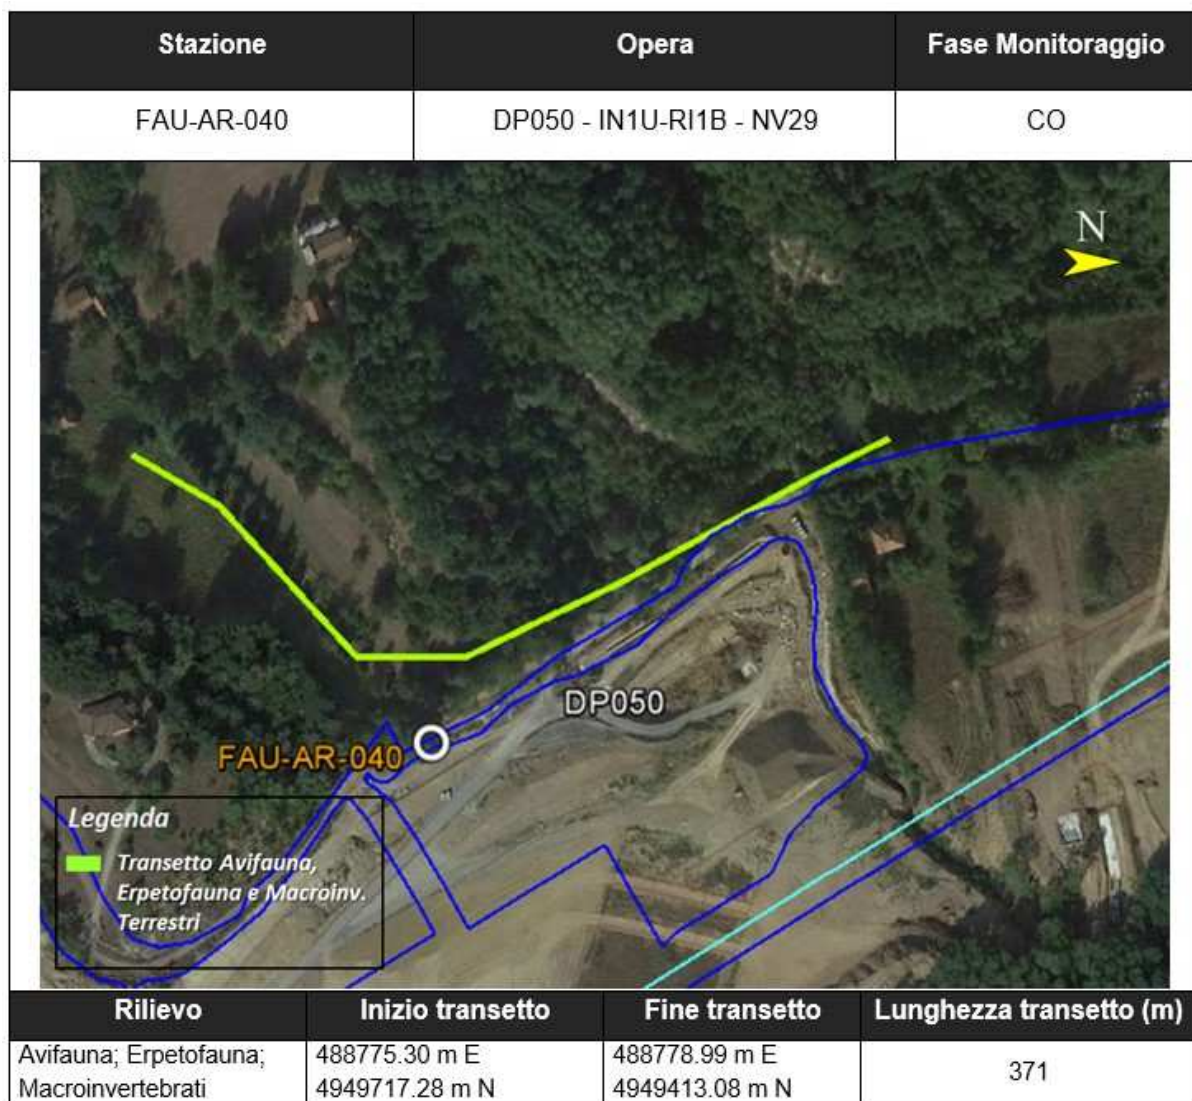 Stazione Opera Fase Monitoraggio
FAU-AR-040 DP050 - IN1U-RI1B - NV29 CO
N
DP050
FAU-AR-040
Legenda
Transetto Avifauna,
Erpetofauna e Macroinv.
Terrestri
Rilievo Inizio transetto Fine transetto Lunghezza transetto (m)
Avifauna; Erpetofauna; 488775.30 m E 488778.99 m E 371
Macroinvertebrati 4949717.28 m N 4949413.08 m N